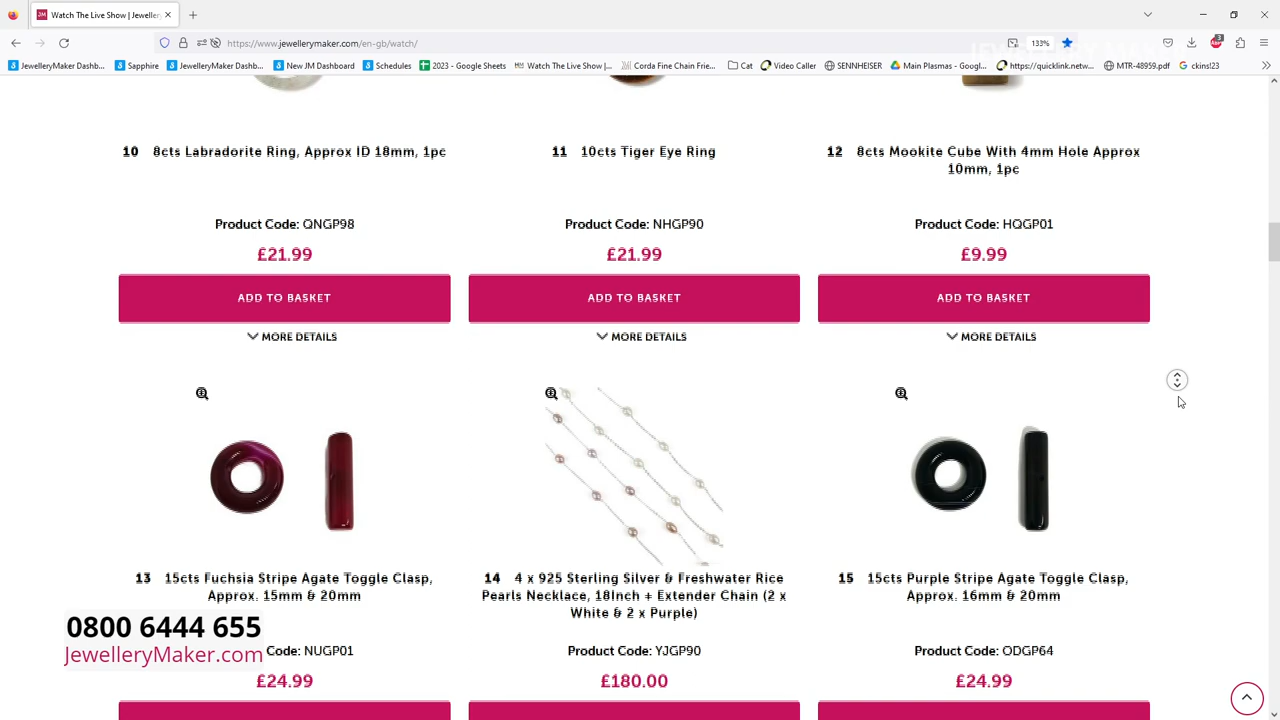 Watch The Live Show | Jeweller
https://www.jewellerymaker.com/en-gb/watch/
133%
3
JewelleryMaker Dashb...
Sapphire
JewelleryMaker Dashb...
New JM Dashboard
Schedules
2023 - Google Sheets
Watch The Live Show |...
Corda Fine Chain Frie...
Cat
Video Caller
SENNHEISER
Main Plasmas - Googl...
https://quicklink.netw...
MTR-48959.pdf
ckins!23
10 8cts Labradorite Ring, Approx ID 18mm, 1pc
Product Code: QNGP98
£21.99
ADD TO BASKET
MORE DETAILS
11 10cts Tiger Eye Ring
Product Code: NHGP90
£21.99
ADD TO BASKET
MORE DETAILS
12 8cts Mookite Cube With 4mm Hole Approx
10mm, 1pc
Product Code: HQGP01
£9.99
ADD TO BASKET
MORE DETAILS
13 15cts Fuchsia Stripe Agate Toggle Clasp,
Approx. 15mm & 20mm
Code: NUGP01
£24.99
14 4 x 925 Sterling Silver & Freshwater Rice
Pearls Necklace, 18Inch + Extender Chain (2 x
White & 2 x Purple)
Product Code: YJGP90
£180.00
15 15cts Purple Stripe Agate Toggle Clasp,
Approx. 16mm & 20mm
Product Code: ODGP64
£24.99
0800 6444 655
JewelleryMaker.com